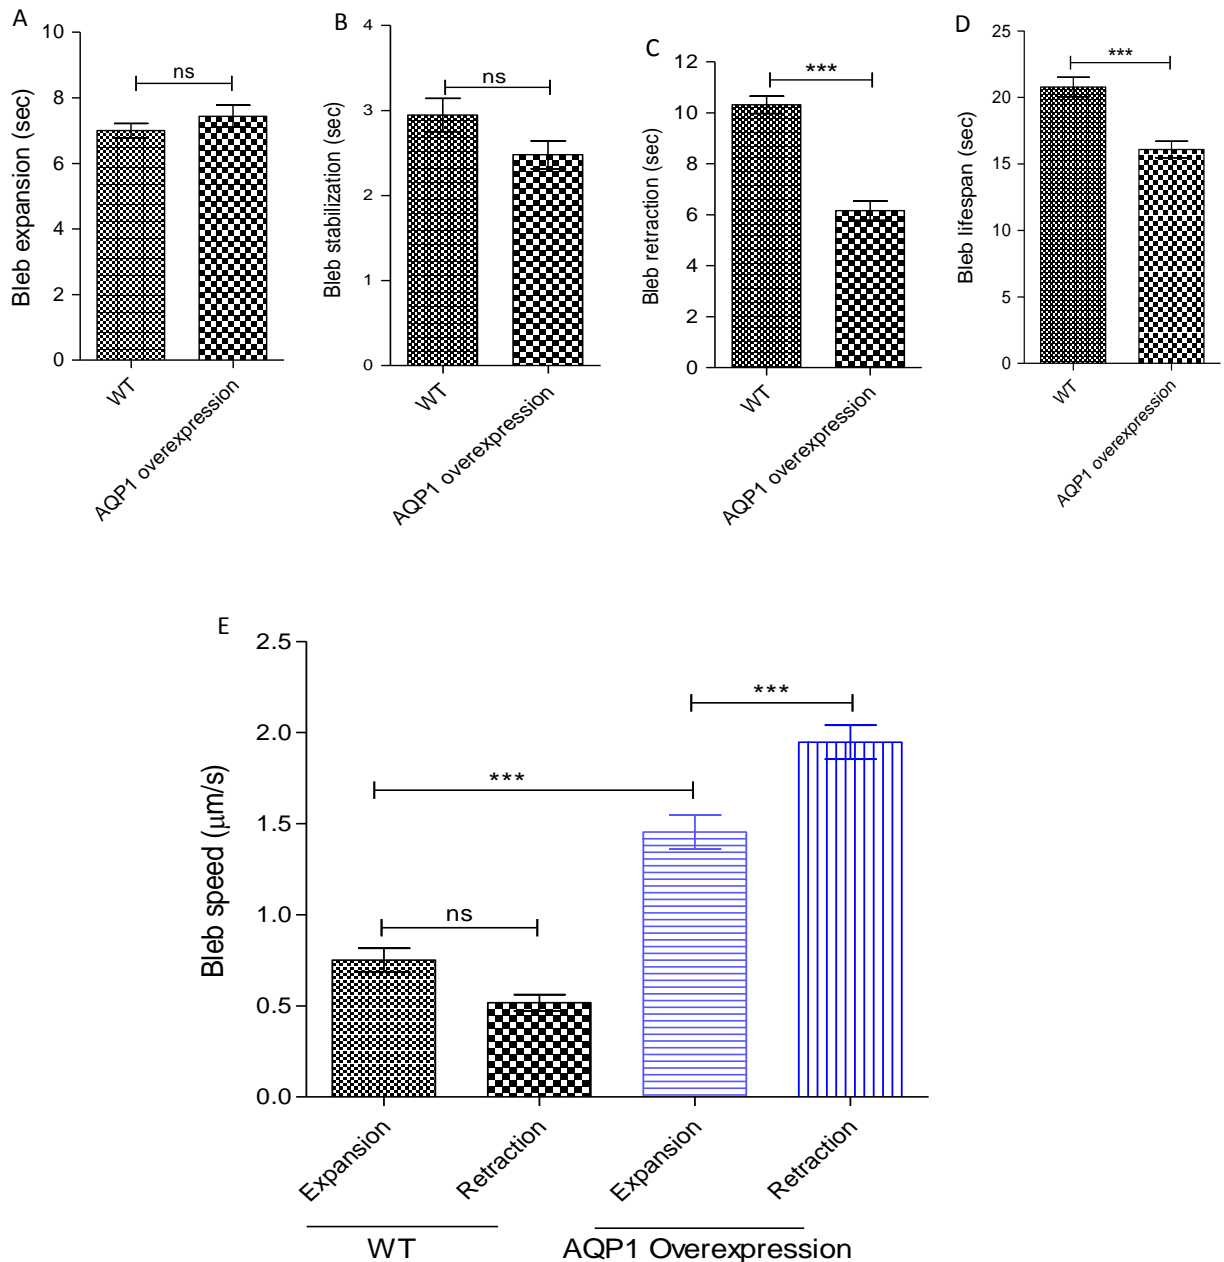 A
Bleb expansion (sec)
10
8
6
4
2
0
ns
WT
AQP1 overexpression
B
Bleb stabilization (sec)
4
3
2
1
0
ns
WT
AQP1 overexpression
C
Bleb retraction (sec)
12
10
8
6
4
2
0
***
WT
AQP1 overexpression
D
Bleb lifespan (sec)
25
20
15
10
5
0
***
WT
AQP1 overexpression
E
Bleb speed (μm/s)
2.5
2.0
1.5
1.0
0.5
0.0
ns
***
***
Expansion
Retraction
Expansion
Retraction
WT
AQP1 Overexpression